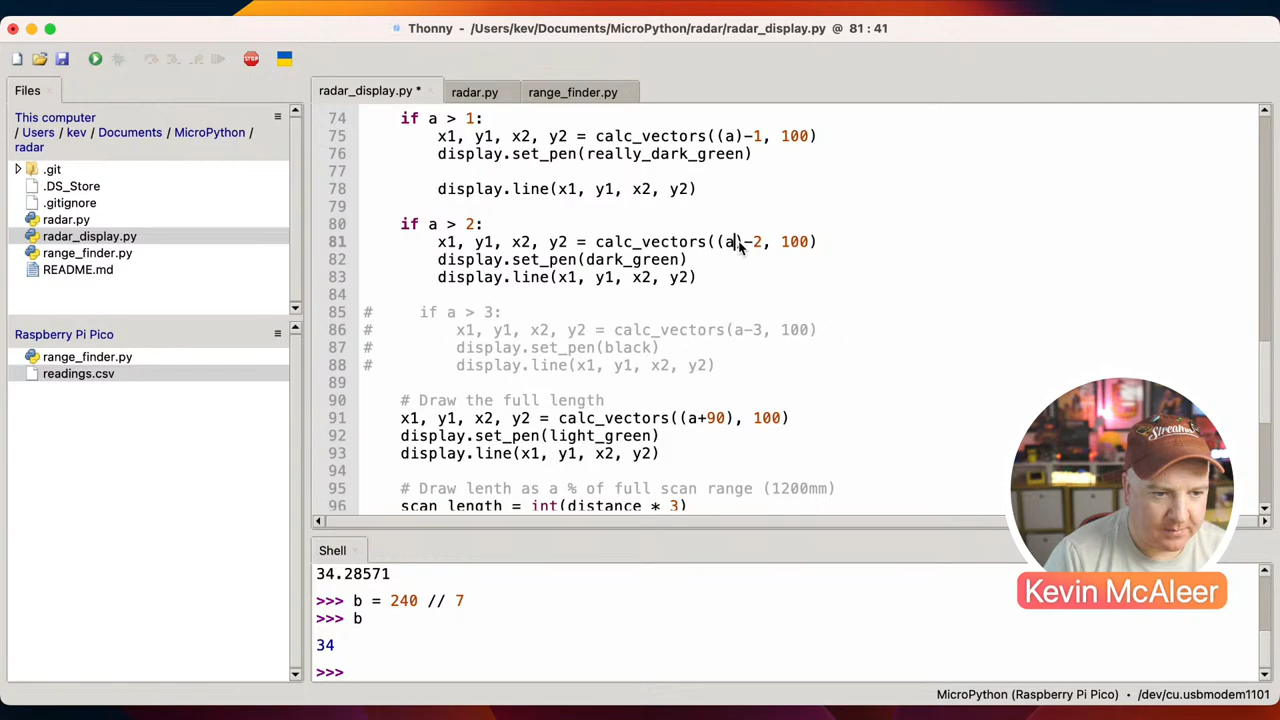 Thonny - /Users/kev/Documents/MicroPython/radar/radar_display.py @ 81 : 41
STOP
Files
This computer
/ Users / kev / Documents / MicroPython /
radar
.git
.DS_Store
.gitignore
radar.py
radar_display.py
range_finder.py
README.md
Raspberry Pi Pico
range_finder.py
readings.csv
radar_display.py *
radar.py
range_finder.py
74 if a > 1:
75 x1, y1, x2, y2 = calc_vectors((a)-1, 100)
76 display.set_pen(really_dark_green)
77
78 display.line(x1, y1, x2, y2)
79
80 if a > 2:
81 x1, y1, x2, y2 = calc_vectors((a)-2, 100)
82 display.set_pen(dark_green)
83 display.line(x1, y1, x2, y2)
84
85 # if a > 3:
86 # x1, y1, x2, y2 = calc_vectors(a-3, 100)
87 # display.set_pen(black)
88 # display.line(x1, y1, x2, y2)
89
90 # Draw the full length
91 x1, y1, x2, y2 = calc_vectors((a+90), 100)
92 display.set_pen(light_green)
93 display.line(x1, y1, x2, y2)
94
95 # Draw lenth as a % of full scan range (1200mm)
96 scan_length = int(distance * 3)
Shell
34.28571
>>> b = 240 // 7
>>> b
34
>>>
Kevin McAleer
MicroPython (Raspberry Pi Pico) • /dev/cu.usbmodem1101